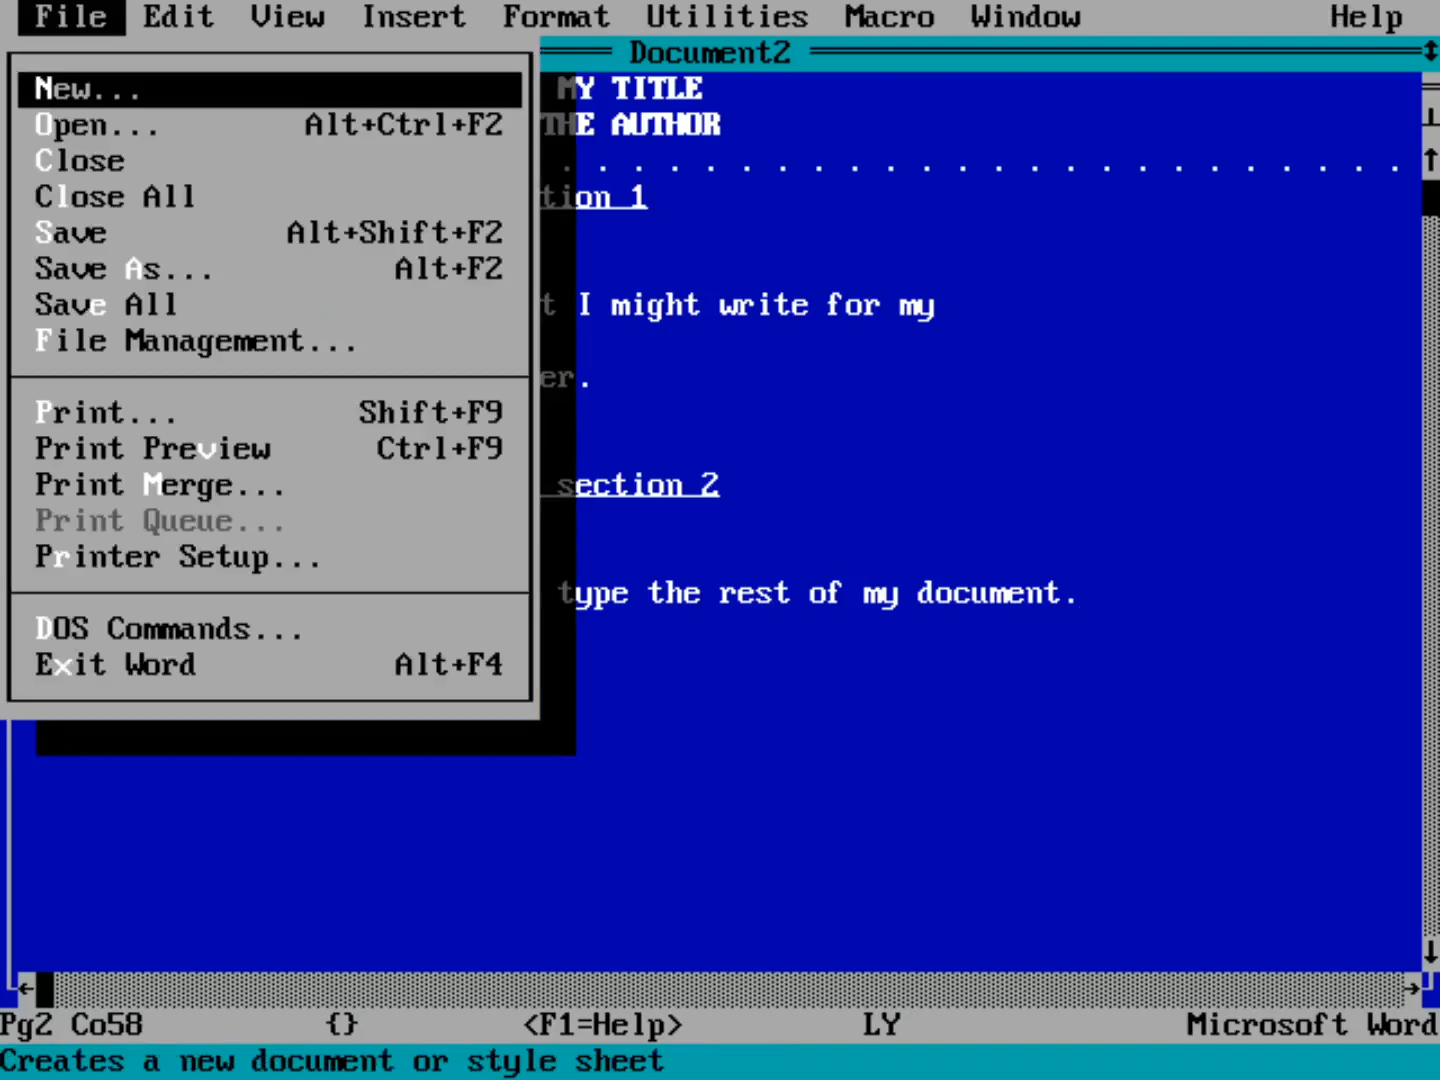 File Edit View Insert Format Utilities Macro Window Help
Document2
New...
MY TITLE
Open... Alt+Ctrl+F2
THE AUTHOR
Close
. . . . . . . . . . . . . . . . . . . . . . . .
Close All
tion 1
Save Alt+Shift+F2
Save As... Alt+F2
Save All
t I might write for my
File Management...
er.
Print... Shift+F9
Print Preview Ctrl+F9
Print Merge...
section 2
Print Queue...
Printer Setup...
type the rest of my document.
DOS Commands...
Exit Word Alt+F4
Pg2 Co58 {} <F1=Help> LY Microsoft Word
Creates a new document or style sheet